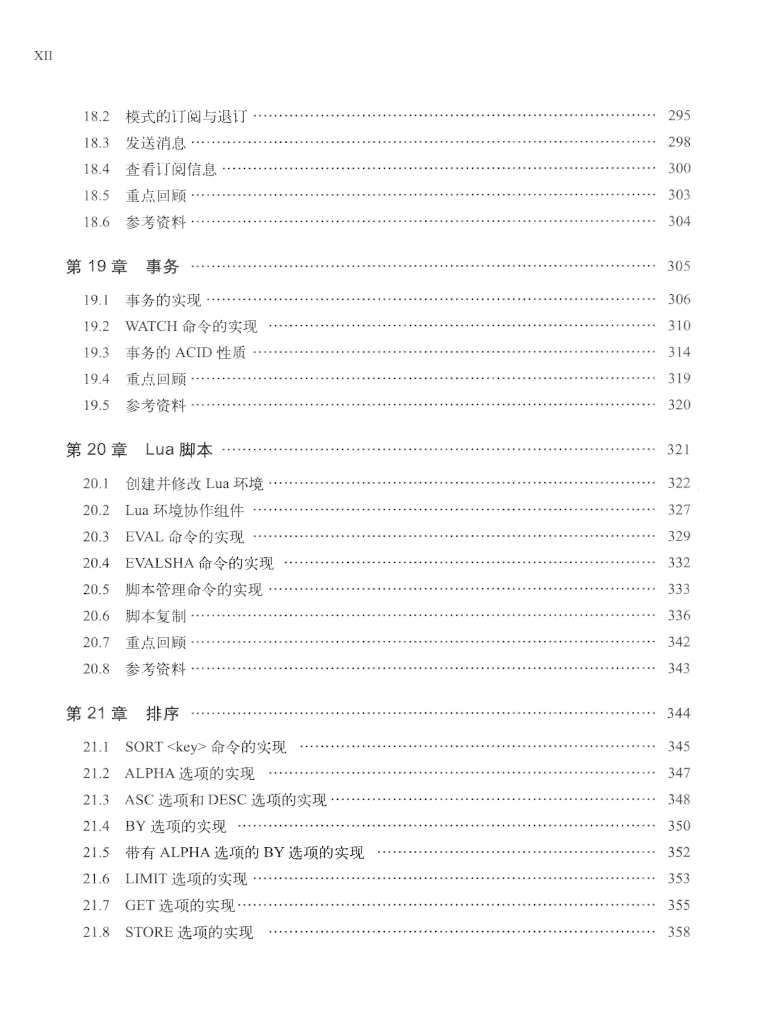 XII
18.2 模式的订阅与退订 295
18.3 发送消息 298
18.4 查看订阅信息 300
18.5 重点回顾 303
18.6 参考资料 304
第 19 章 事务 305
19.1 事务的实现 306
19.2 WATCH 命令的实现 310
19.3 事务的 ACID 性质 314
19.4 重点回顾 319
19.5 参考资料 320
第 20 章 Lua 脚本 321
20.1 创建并修改 Lua 环境 322
20.2 Lua 环境协作组件 327
20.3 EVAL 命令的实现 329
20.4 EVALSHA 命令的实现 332
20.5 脚本管理命令的实现 333
20.6 脚本复制 336
20.7 重点回顾 342
20.8 参考资料 343
第 21 章 排序 344
21.1 SORT <key> 命令的实现 345
21.2 ALPHA 选项的实现 347
21.3 ASC 选项和 DESC 选项的实现 348
21.4 BY 选项的实现 350
21.5 带有 ALPHA 选项的 BY 选项的实现 352
21.6 LIMIT 选项的实现 353
21.7 GET 选项的实现 355
21.8 STORE 选项的实现 358